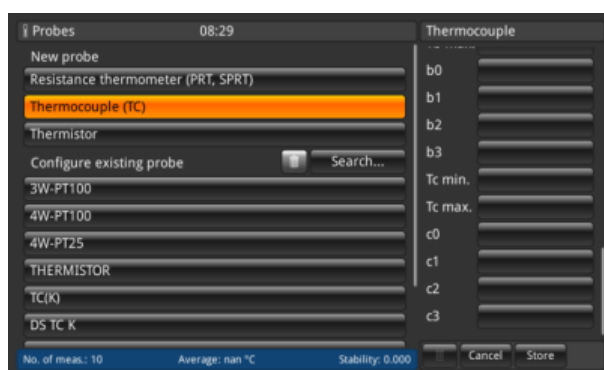 Probes 08:29
New probe
Resistance thermometer (PRT, SPRT)
Thermocouple (TC)
Thermistor
Configure existing probe Search...
3W-PT100
4W-PT100
4W-PT25
THERMISTOR
TC(K)
DS TC K
No. of meas.: 10 Average: nan °C Stability: 0.000
Thermocouple
b0
b1
b2
b3
Tc min.
Tc max.
c0
c1
c2
c3
Cancel Store